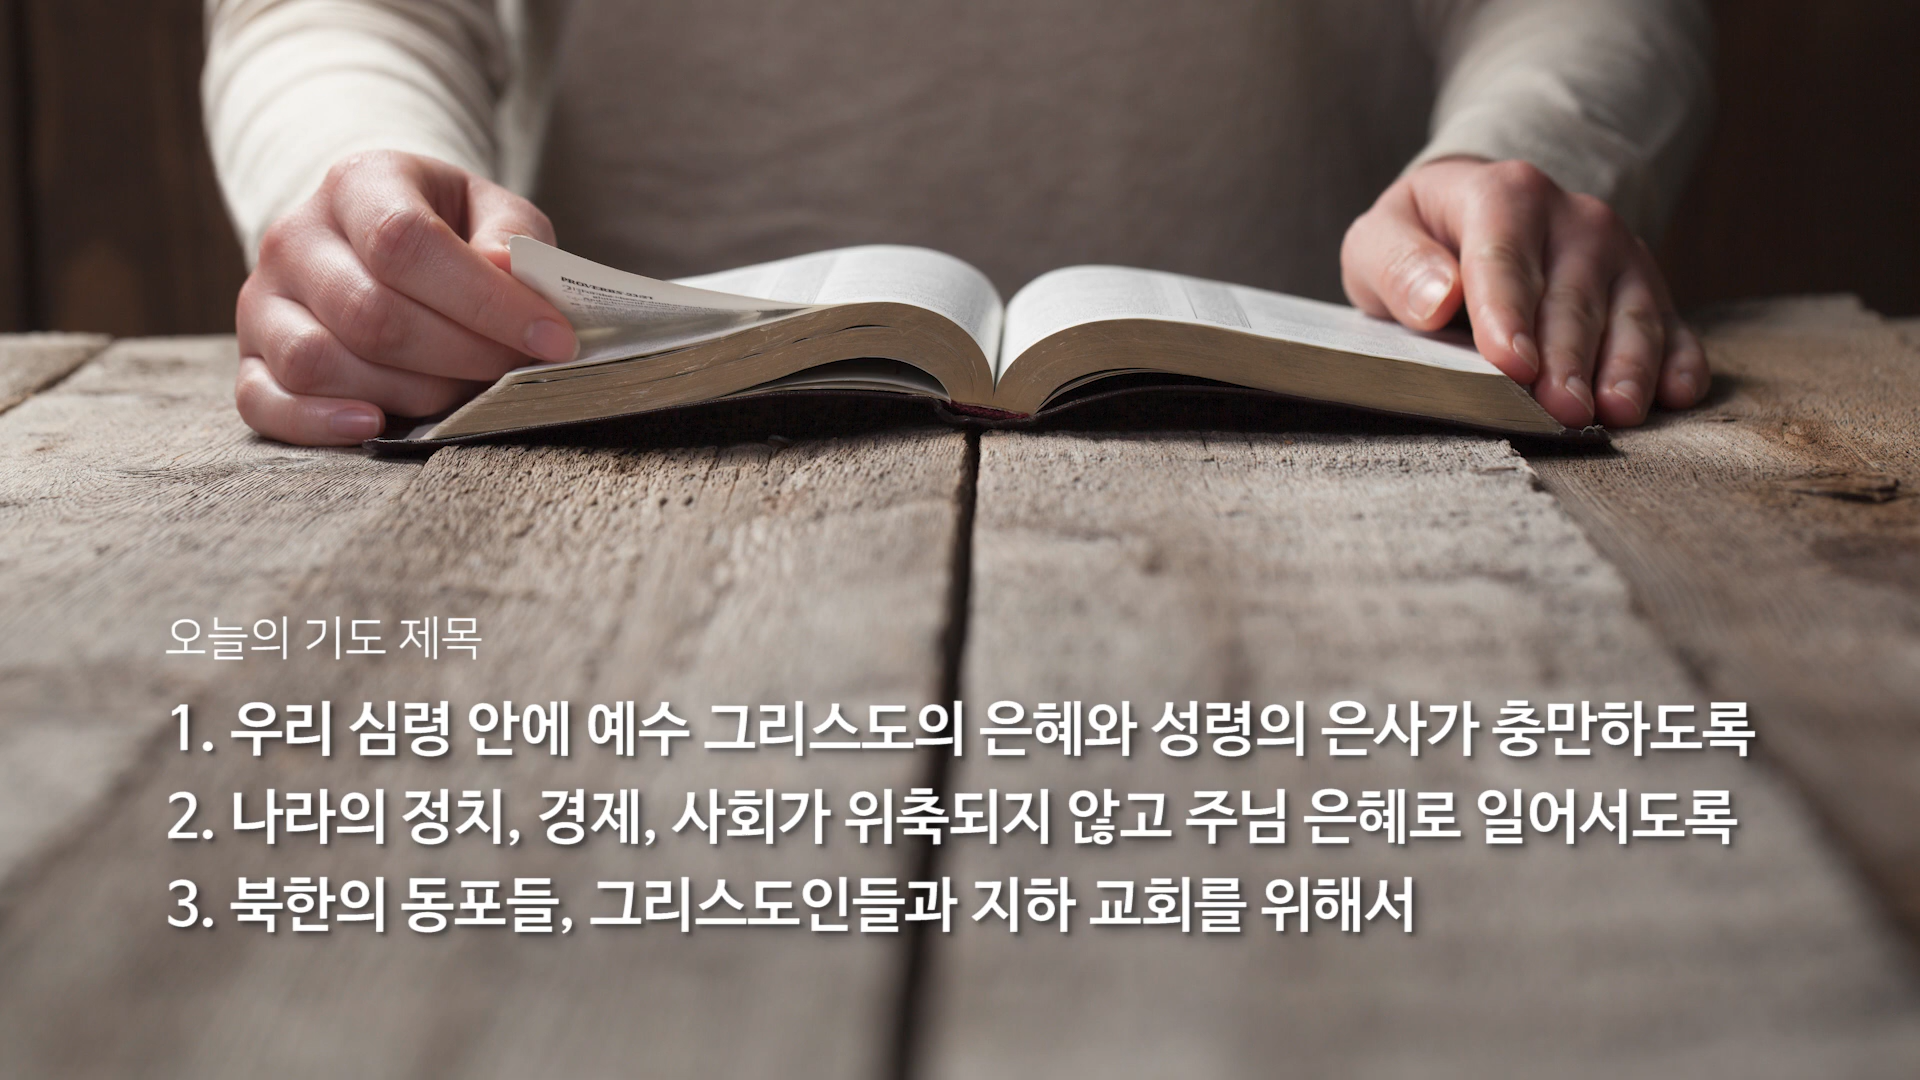 PROVERBS
오늘의 기도 제목
1. 우리 심령 안에 예수 그리스도의 은혜와 성령의 은사가 충만하도록
2. 나라의 정치, 경제, 사회가 위축되지 않고 주님 은혜로 일어서도록
3. 북한의 동포들, 그리스도인들과 지하 교회를 위해서